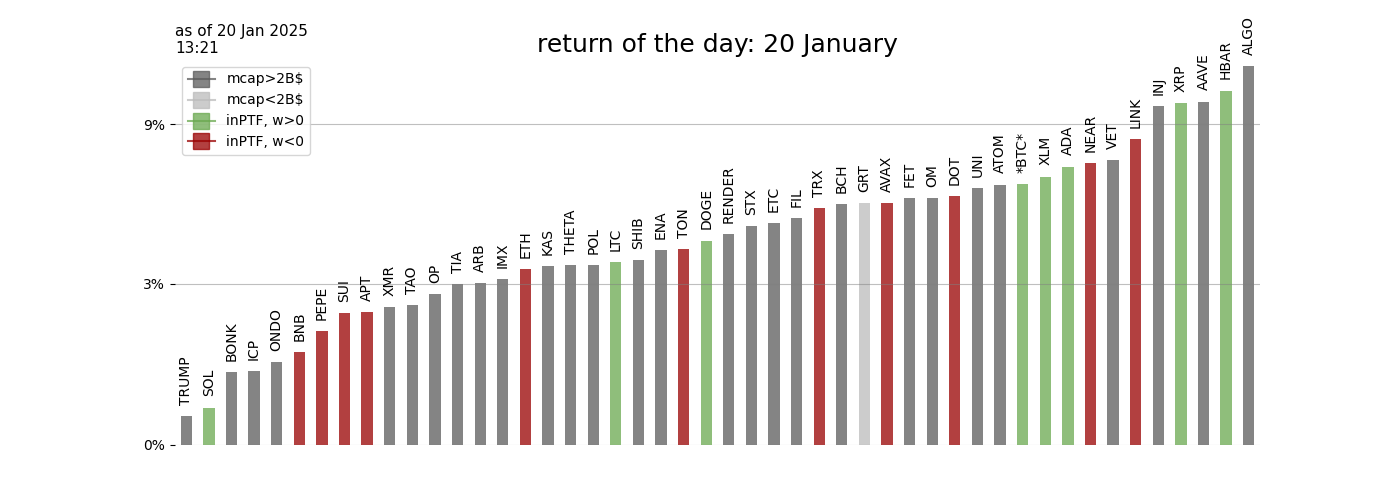 as of 20 Jan 2025
13:21
return of the day: 20 January
mcap>2B$
mcap<2B$
inPTF, w>0
inPTF, w<0
9%
3%
0%
TRUMP
SOL
BONK
ICP
ONDO
BNB
PEPE
SUI
APT
XMR
TAO
OP
TIA
ARB
IMX
ETH
KAS
THETA
POL
LTC
SHIB
ENA
TON
DOGE
RENDER
STX
ETC
FIL
TRX
BCH
GRT
AVAX
FET
OM
DOT
UNI
ATOM
*BTC*
XLM
ADA
NEAR
VET
LINK
INJ
XRP
AAVE
HBAR
ALGO